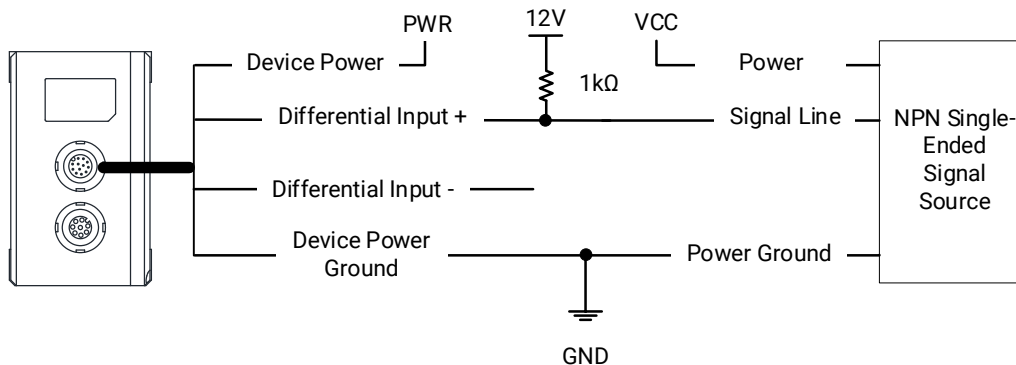 PWR
12V
VCC
Device Power
Power
1kΩ
Differential Input +
Signal Line
NPN Single-
Ended
Signal
Source
Differential Input -
Device Power
Ground
Power Ground
GND